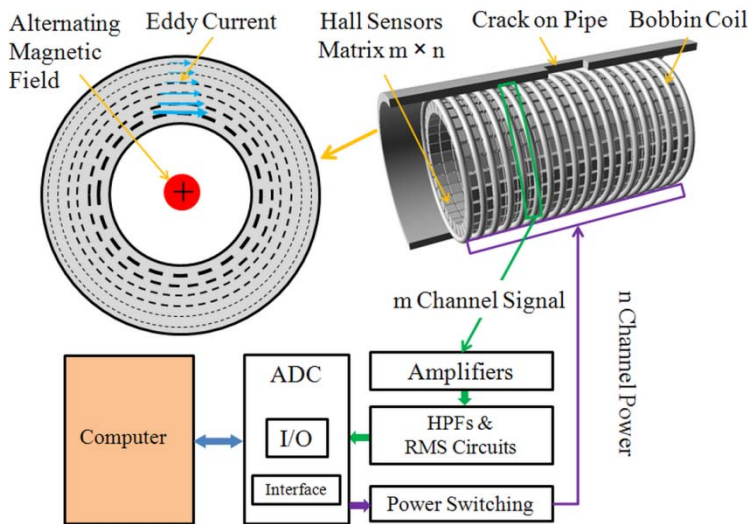 Alternating
Magnetic
Field
Eddy Current
Hall Sensors
Matrix m × n
Crack on Pipe
Bobbin Coil
+
m Channel Signal
n Channel Power
Amplifiers
ADC
HPFs &
RMS Circuits
Computer
I/O
Interface
Power Switching